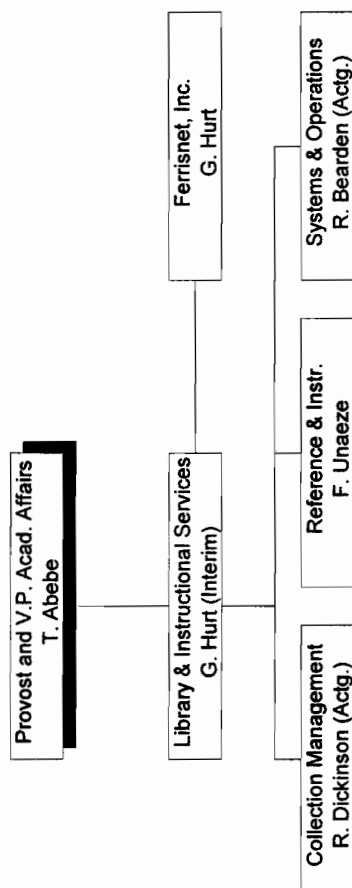 Provost and V.P. Acad. Affairs
T. Abebe
Library & Instructional Services
G. Hurt (Interim)
Ferrisnet, Inc.
G. Hurt
Collection Management
R. Dickinson (Actg.)
Reference & Instr.
F. Unaeze
Systems & Operations
R. Bearden (Actg.)